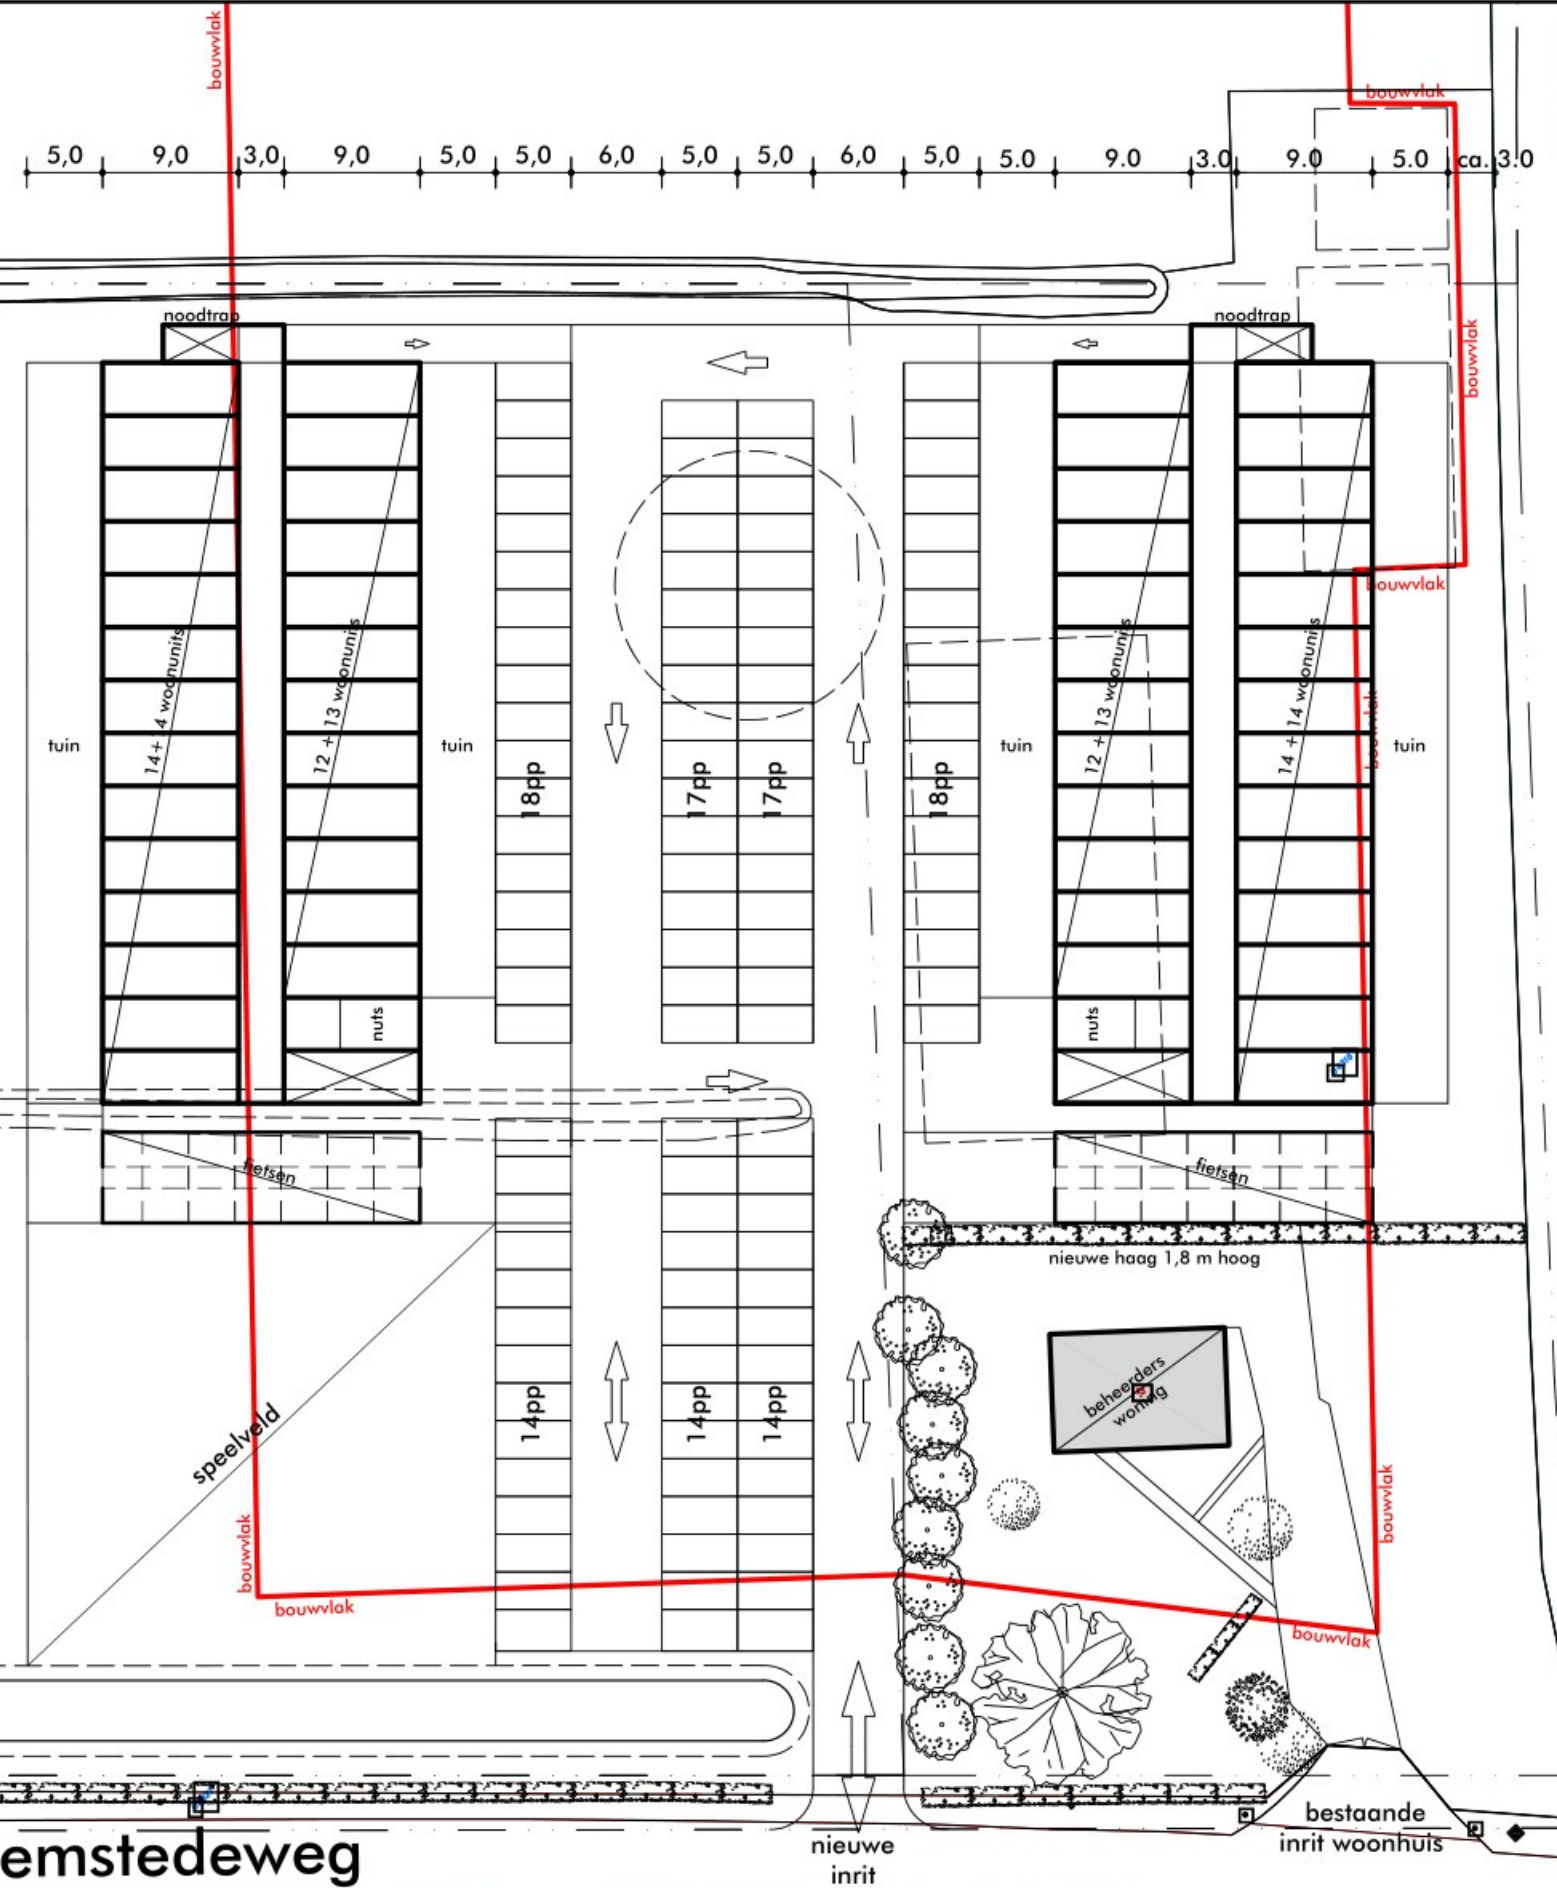 bouwvlak
bouwvlak
5,0 9,0 3,0 9,0 5,0 5,0 6,0 5,0 5,0 6,0 5,0 5.0 9.0 3.0 9.0 5.0 ca. 3.0
noodtrap
noodtrap
bouwvlak
bouwvlak
14+14 woonunits
12 + 13 woonunits
12 + 13 woonunits
14 + 14 woonunits
bouwvlak
tuin
tuin
tuin
tuin
18pp
17pp
17pp
18pp
nuts
nuts
fietsen
fietsen
nieuwe haag 1,8 m hoog
beheerders
woning
14pp
14pp
14pp
speelveld
bouwvlak
bouwvlak
bouwvlak
bouwvlak
emstedeweg
nieuwe
inrit
bestaande
inrit woonhuis